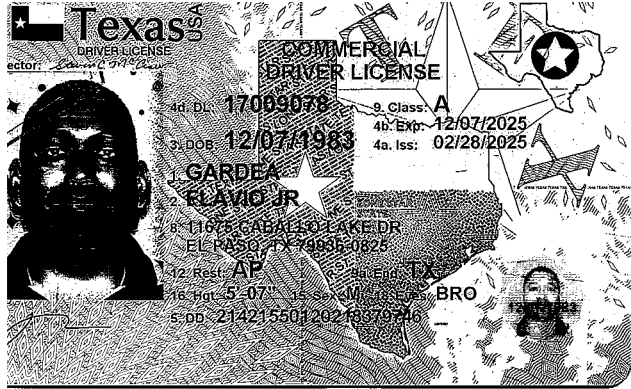 Texas USA
DRIVER LICENSE
COMMERCIAL
DRIVER LICENSE
ector:
4d. DL: 17009078
9. Class: A
4b. Exp: 12/07/2025
3. DOB: 12/07/1983
4a. Iss: 02/28/2025
1. GARDEA
2. FLAVIO JR
8. 11675 CABALLO LAKE DR
EL PASO, TX 79936-0825
12. Rest: AP
9a. End: TX
16. Hgt: 5'-07"
15. Sex: M
18. Eyes: BRO
5. DD: